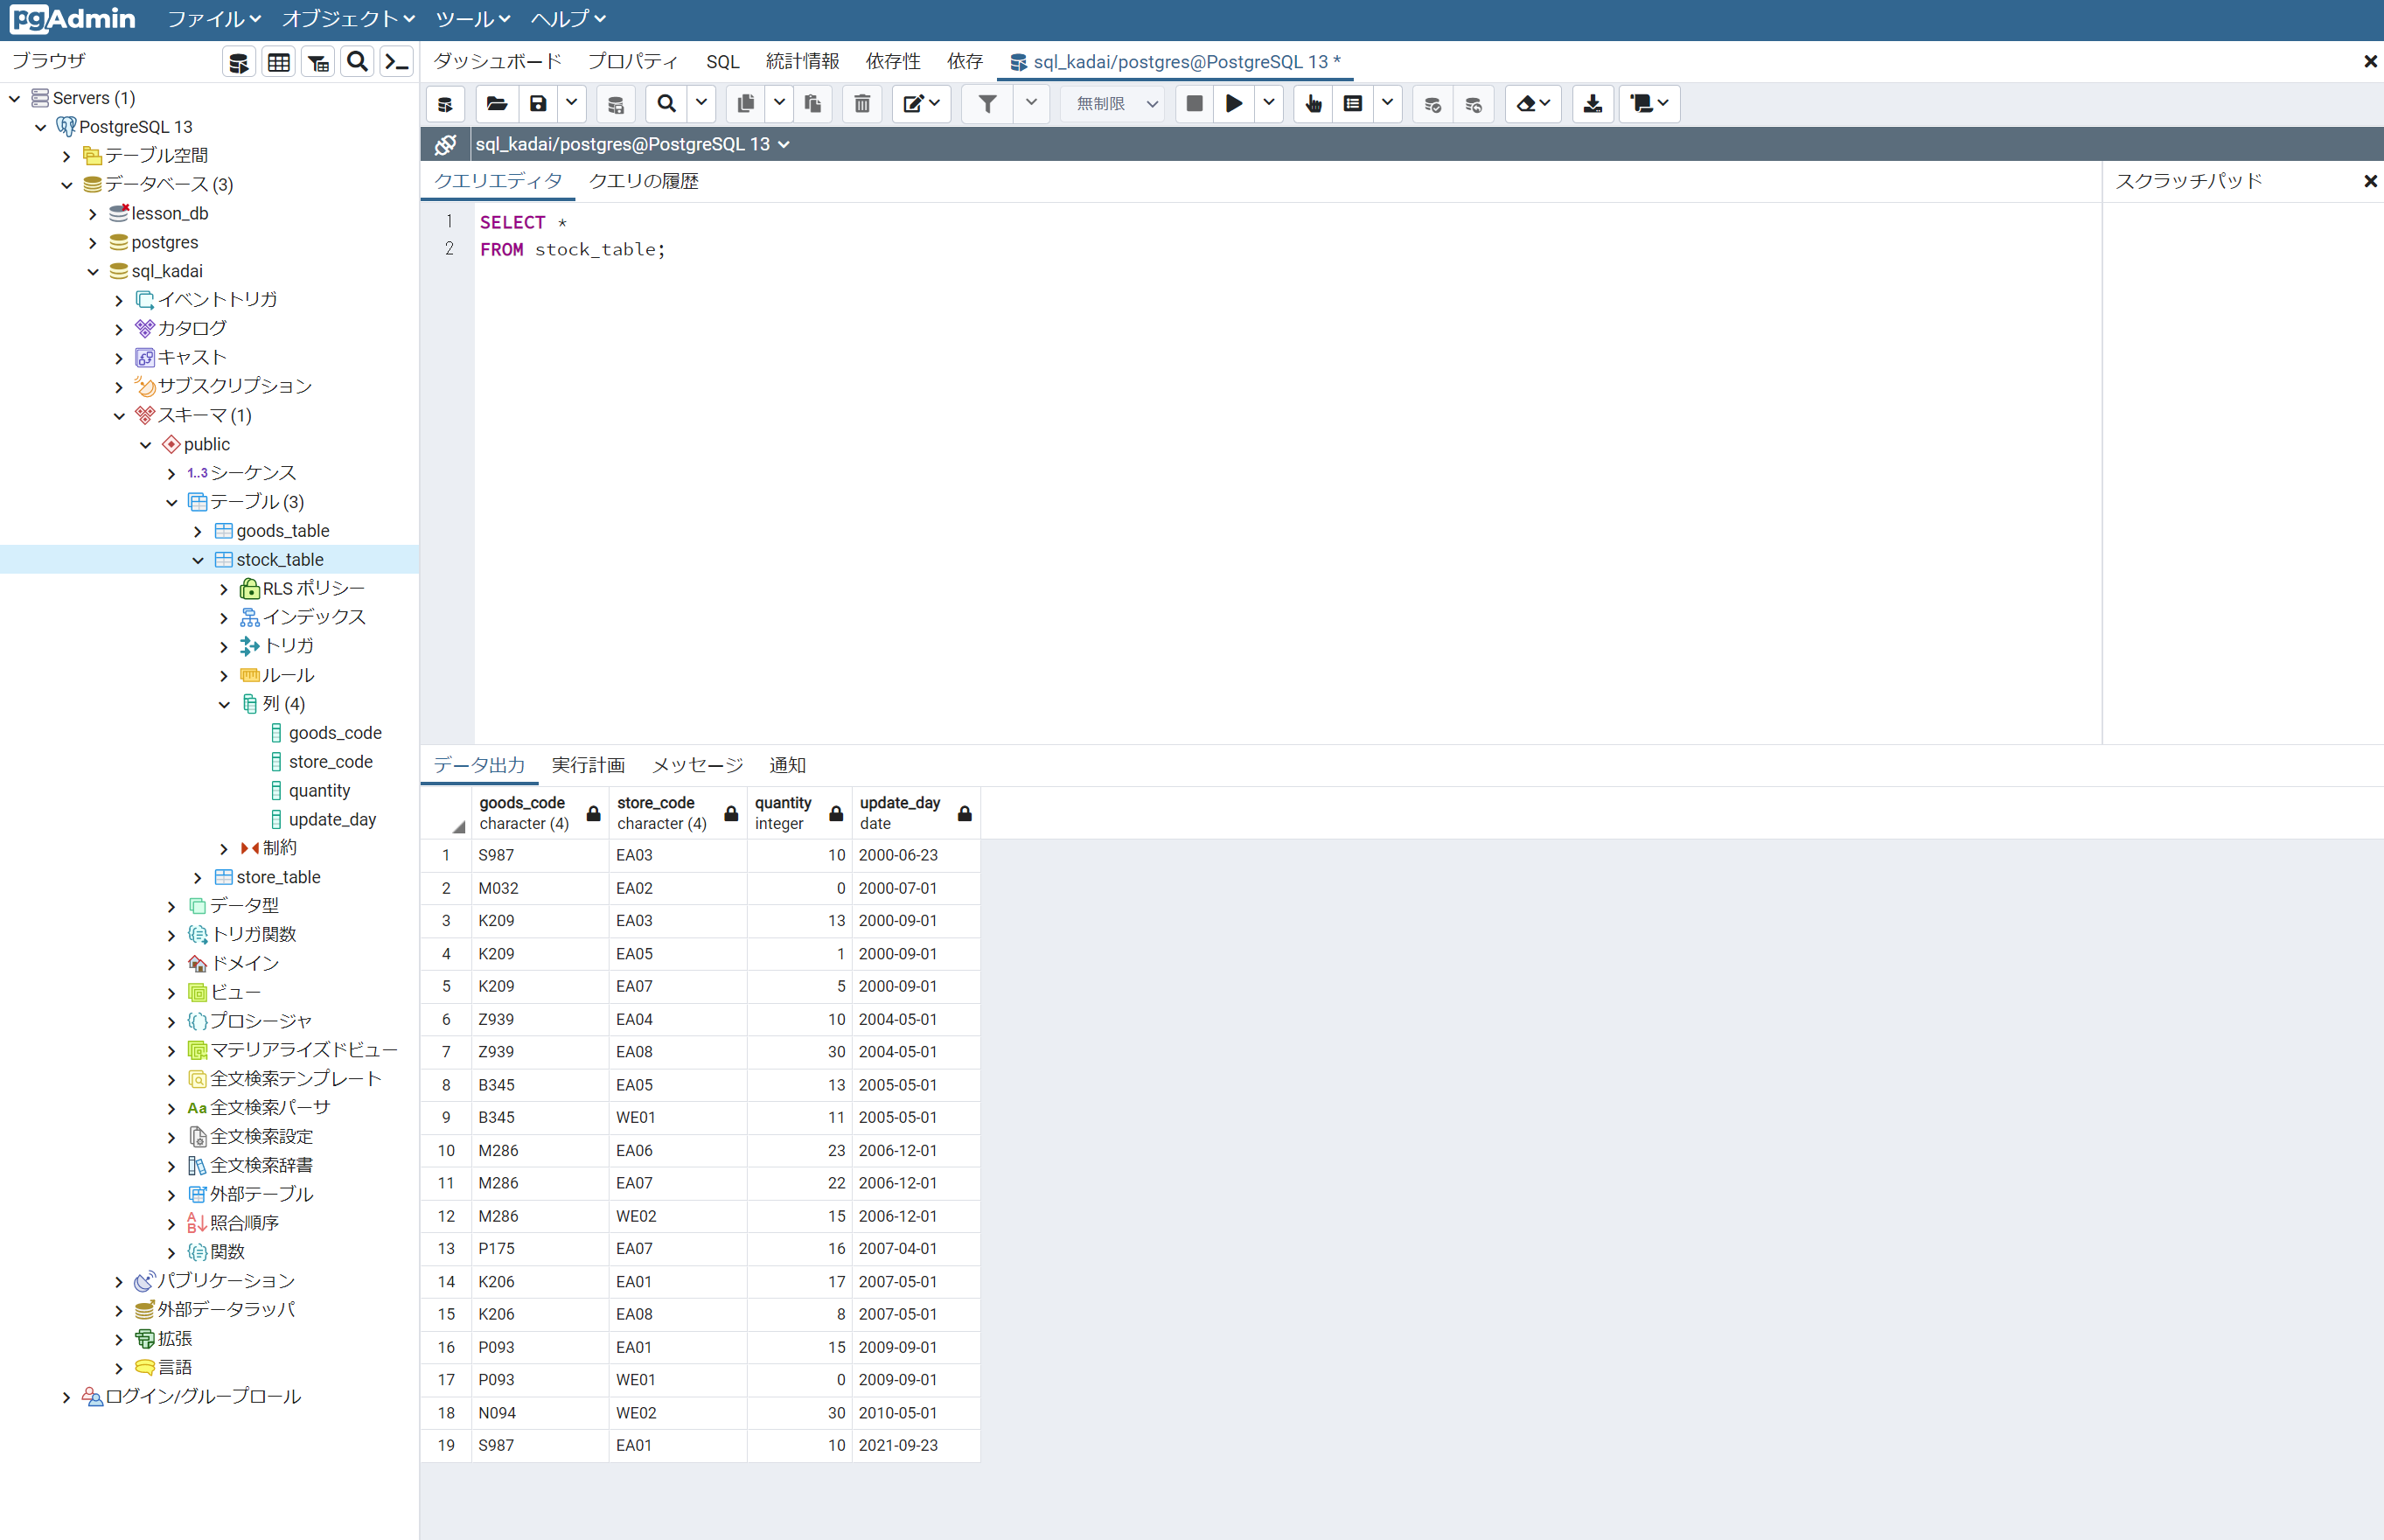 pgAdmin ファイル オブジェクト ツール ヘルプ
ブラウザ
ダッシュボード プロパティ SQL 統計情報 依存性 依存 sql_kadai/postgres@PostgreSQL 13 *
Servers (1)
PostgreSQL 13
テーブル空間
データベース (3)
lesson_db
postgres
sql_kadai
イベントトリガ
カタログ
キャスト
サブスクリプション
スキーマ (1)
public
1..3 シーケンス
テーブル (3)
goods_table
stock_table
RLS ポリシー
インデックス
トリガ
ルール
列 (4)
goods_code
store_code
quantity
update_day
制約
store_table
データ型
トリガ関数
ドメイン
ビュー
プロシージャ
マテリアライズドビュー
全文検索テンプレート
Aa 全文検索パーサ
全文検索設定
全文検索辞書
外部テーブル
照合順序
関数
パブリケーション
外部データラッパ
拡張
言語
ログイン/グループロール
無制限
sql_kadai/postgres@PostgreSQL 13
クエリエディタ クエリの履歴
スクラッチパッド
1 SELECT *
2 FROM stock_table;
データ出力 実行計画 メッセージ 通知
goods_code store_code quantity update_day
character (4) character (4) integer date
1 S987 EA03 10 2000-06-23
2 M032 EA02 0 2000-07-01
3 K209 EA03 13 2000-09-01
4 K209 EA05 1 2000-09-01
5 K209 EA07 5 2000-09-01
6 Z939 EA04 10 2004-05-01
7 Z939 EA08 30 2004-05-01
8 B345 EA05 13 2005-05-01
9 B345 WE01 11 2005-05-01
10 M286 EA06 23 2006-12-01
11 M286 EA07 22 2006-12-01
12 M286 WE02 15 2006-12-01
13 P175 EA07 16 2007-04-01
14 K206 EA01 17 2007-05-01
15 K206 EA08 8 2007-05-01
16 P093 EA01 15 2009-09-01
17 P093 WE01 0 2009-09-01
18 N094 WE02 30 2010-05-01
19 S987 EA01 10 2021-09-23